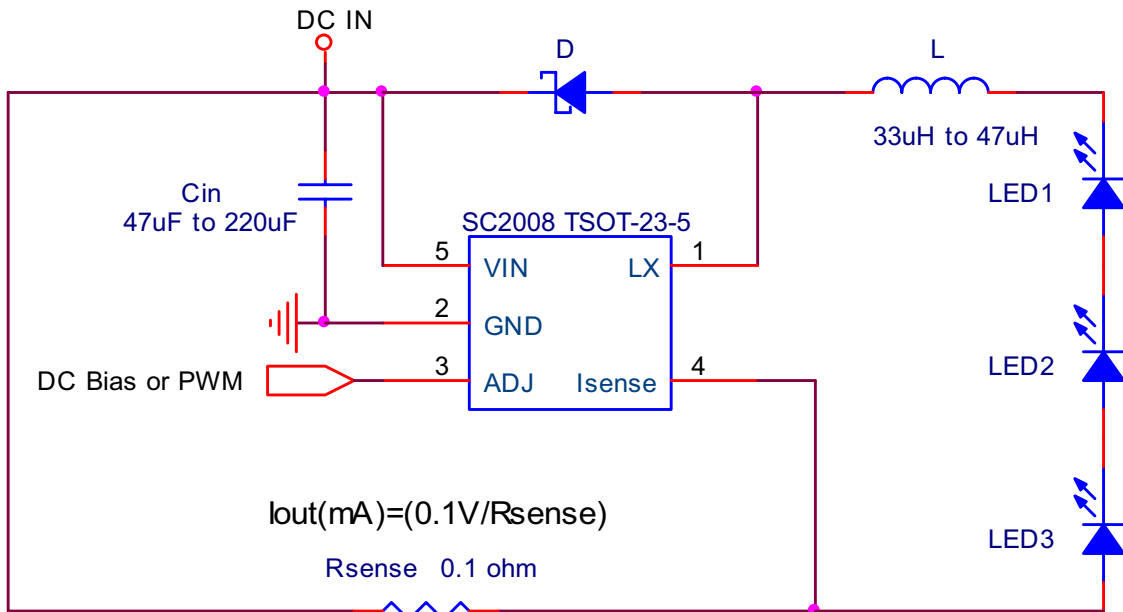 DC IN
D
L
33uH to 47uH
Cin
47uF to 220uF
LED1
SC2008 TSOT-23-5
5
VIN
LX
1
2
GND
DC Bias or PWM
3
ADJ
Isense
4
LED2
Iout(mA)=(0.1V/Rsense)
LED3
Rsense 0.1 ohm